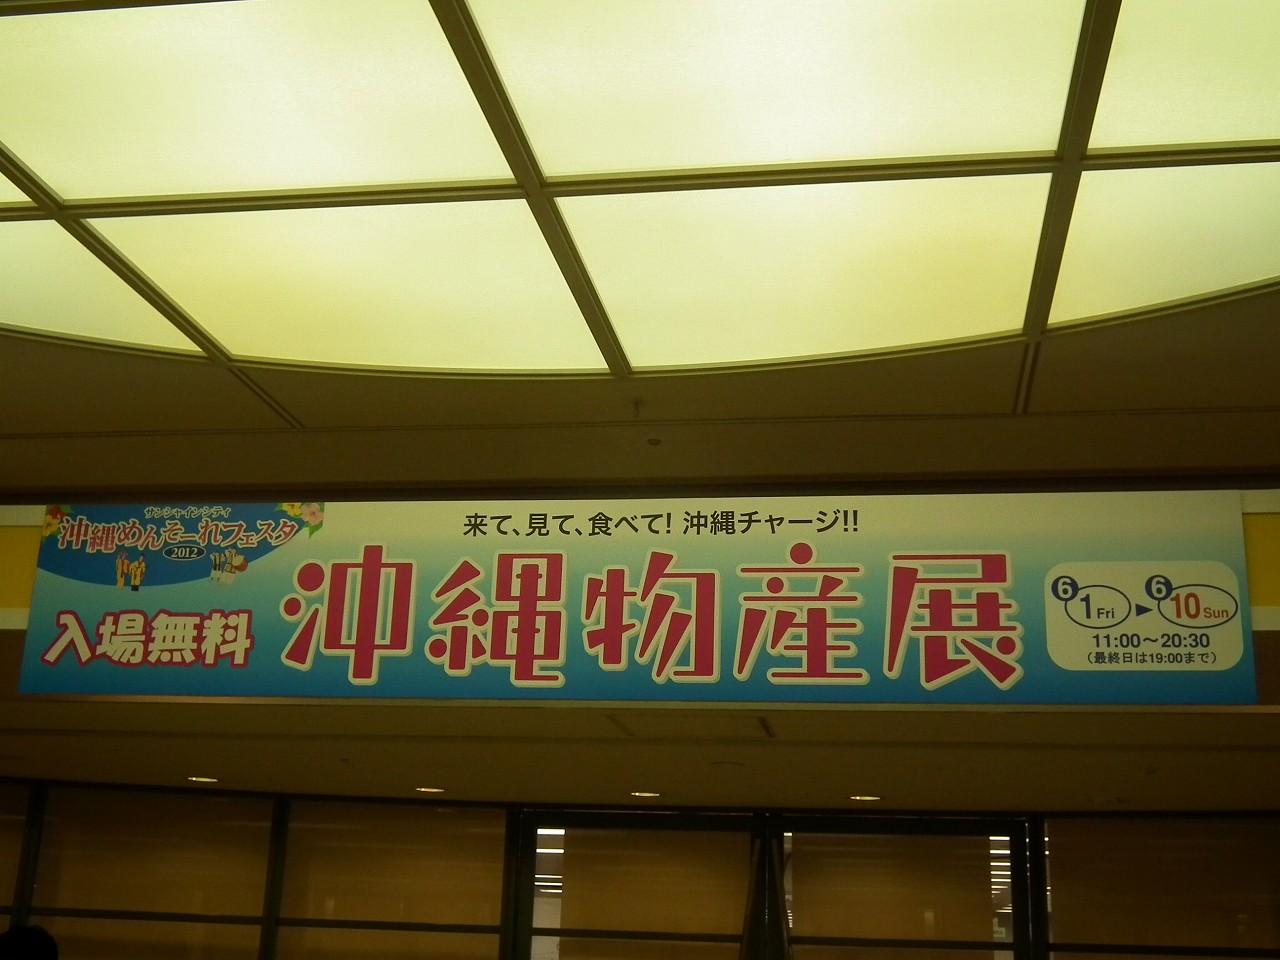 サンシャインシティ
沖縄めんそーれフェスタ
2012
来て、見て、食べて! 沖縄チャージ!!
入場無料
沖縄物産展
6 1 Fri ▶ 6 10 Sun
11:00〜20:30
(最終日は19:00まで)